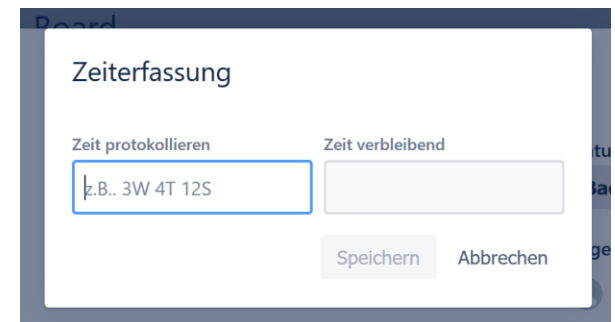 Board
Zeiterfassung
Zeit protokollieren
Zeit verbleibend
z.B.. 3W 4T 12S
Speichern
Abbrechen